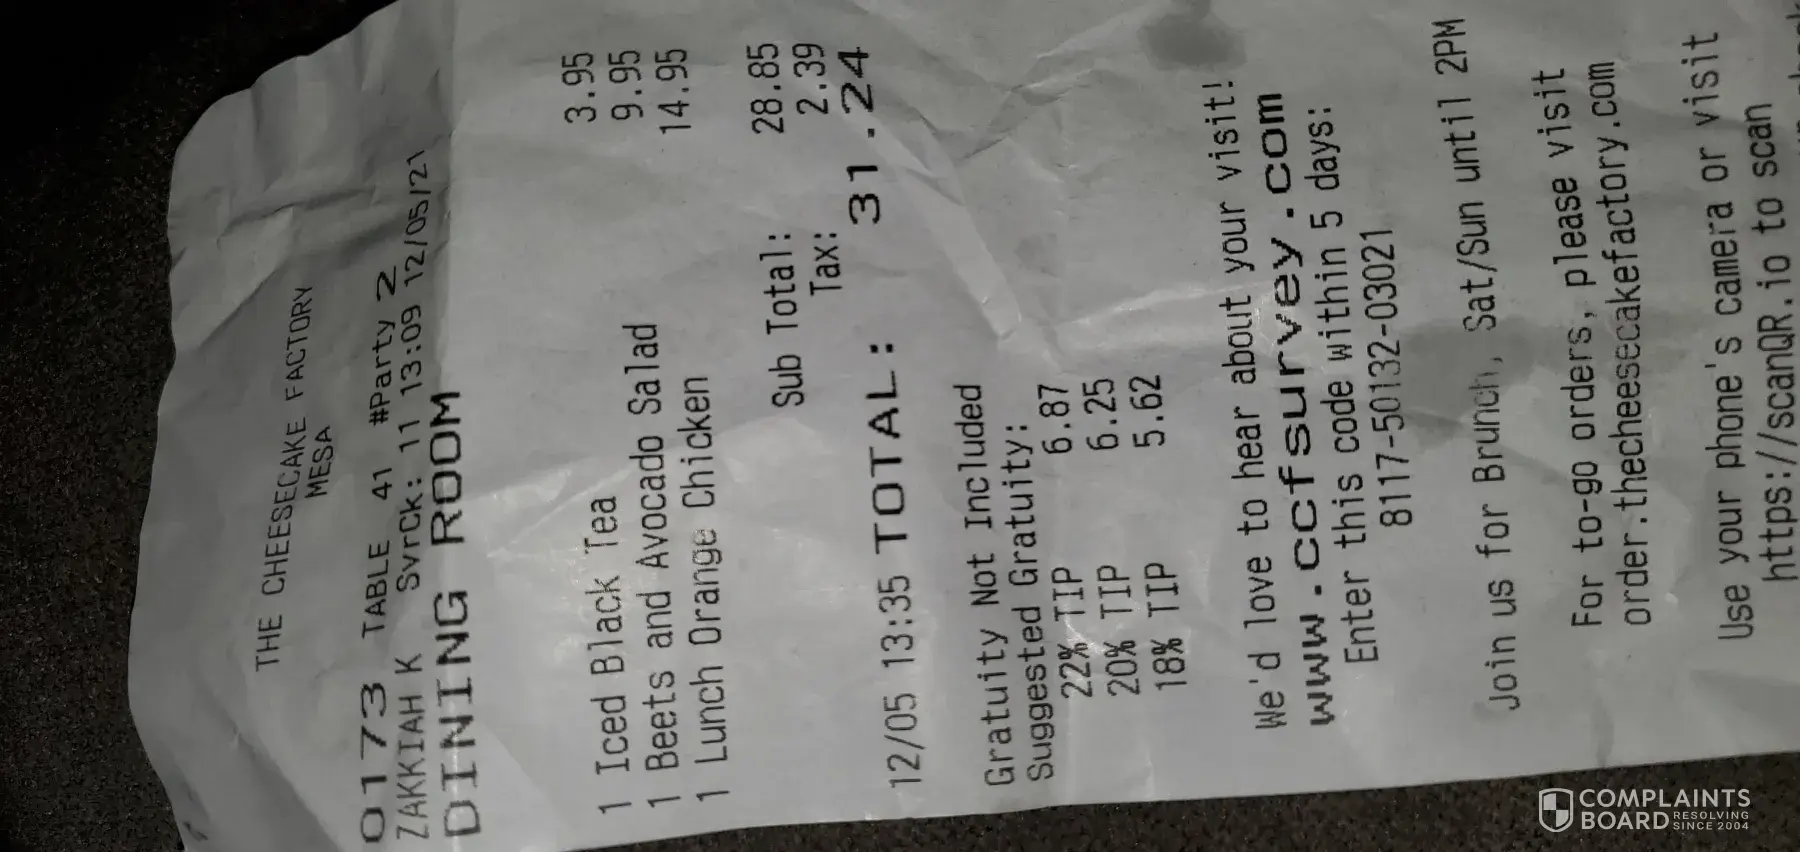 THE CHEESECAKE FACTORY
MESA
0173 TABLE 41 #Party 2
ZAKKIAH K SvrCk: 11 13:09 12/05/21
DINING ROOM
1 Iced Black Tea 3.95
1 Beets and Avocado Salad 9.95
1 Lunch Orange Chicken 14.95
Sub Total: 28.85
Tax: 2.39
12/05 13:35 TOTAL: 31.24
Gratuity Not Included
Suggested Gratuity:
22% TIP 6.87
20% TIP 6.25
18% TIP 5.62
We'd love to hear about your visit!
www.ccfsurvey.com
Enter this code within 5 days:
8117-50132-03021
Join us for Brunch, Sat/Sun until 2PM
For to-go orders, please visit
order.thecheesecakefactory.com
Use your phone's camera or visit
https://scanQR.io to scan
COMPLAINTS
BOARD RESOLVING
SINCE 2004